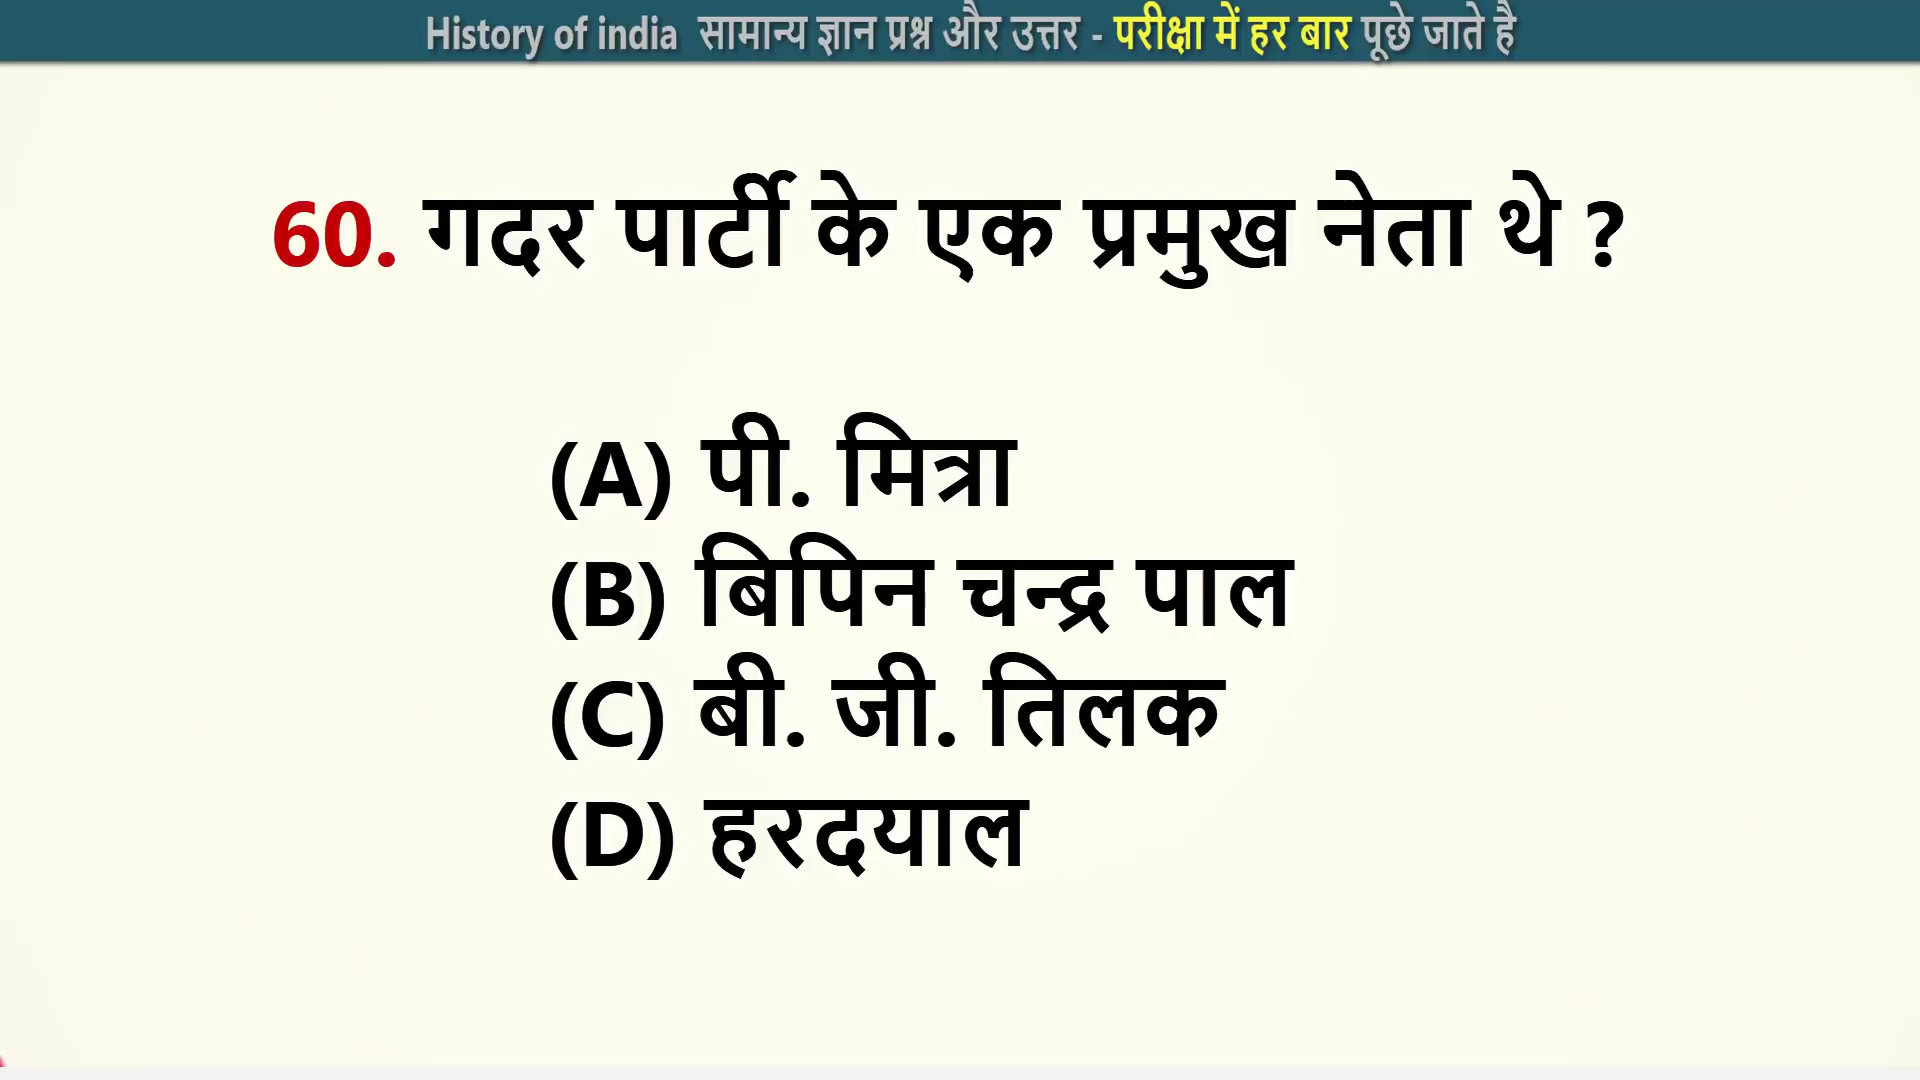 History of india सामान्य ज्ञान प्रश्न और उत्तर - परीक्षा में हर बार पूछे जाते है
60. गदर पार्टी के एक प्रमुख नेता थे ?
(A) पी. मित्रा
(B) बिपिन चन्द्र पाल
(C) बी. जी. तिलक
(D) हरदयाल